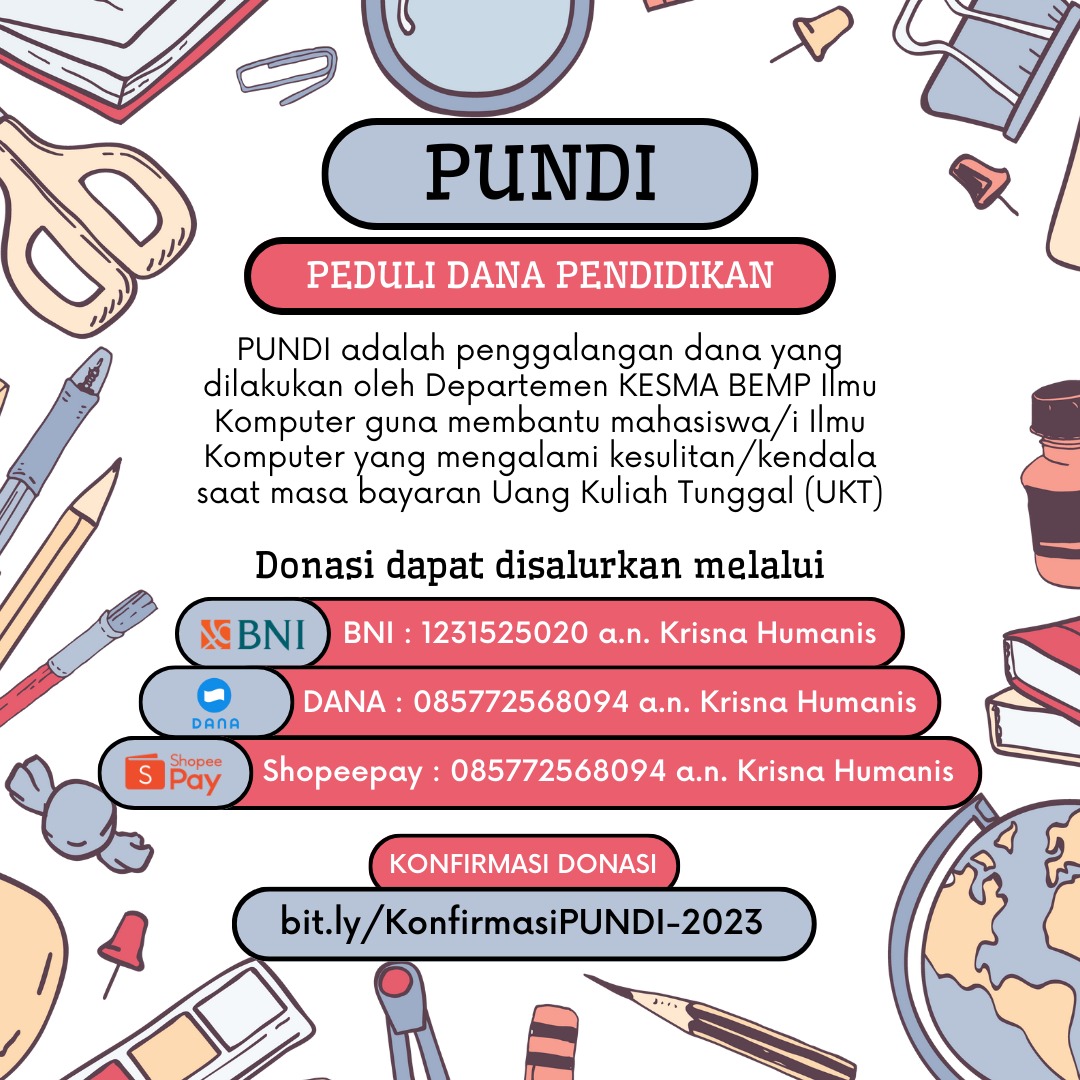 PUNDI
PEDULI DANA PENDIDIKAN
PUNDI adalah penggalangan dana yang
dilakukan oleh Departemen KESMA BEMP Ilmu
Komputer guna membantu mahasiswa/i Ilmu
Komputer yang mengalami kesulitan/kendala
saat masa bayaran Uang Kuliah Tunggal (UKT)
Donasi dapat disalurkan melalui
BNI BNI : 1231525020 a.n. Krisna Humanis
DANA DANA : 085772568094 a.n. Krisna Humanis
S Shopee Pay Shopeepay : 085772568094 a.n. Krisna Humanis
KONFIRMASI DONASI
bit.ly/KonfirmasiPUNDI-2023